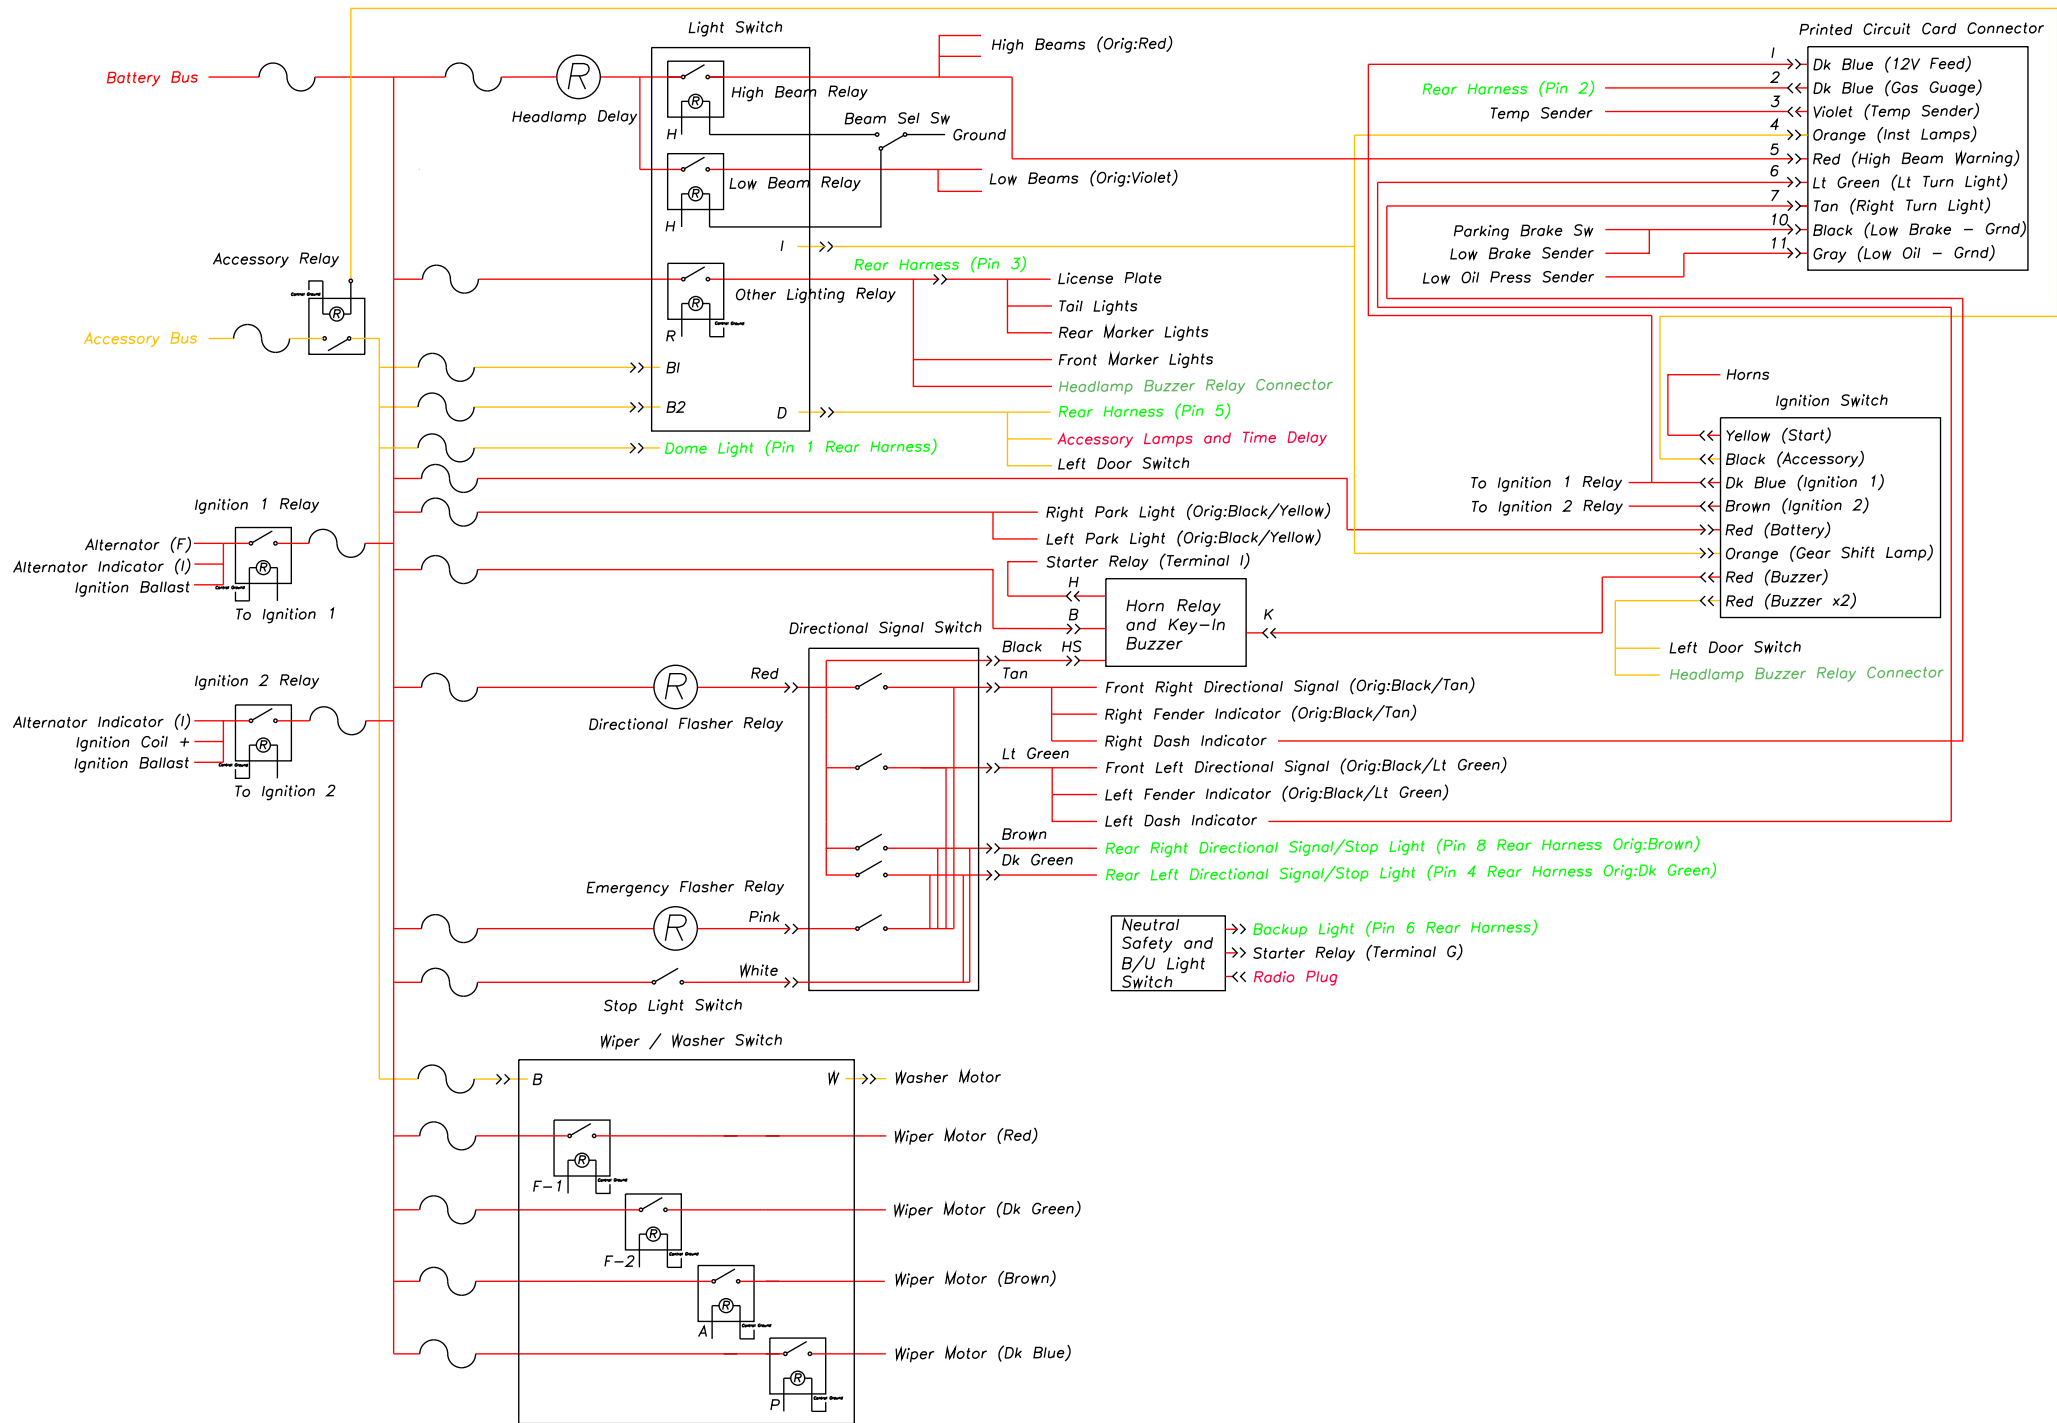 Light Switch
Battery Bus
R
Headlamp Delay
R
High Beam Relay
H
High Beams (Orig:Red)
Beam Sel Sw
Ground
R
Low Beam Relay
H
Low Beams (Orig:Violet)
I
Accessory Relay
Control Ground
R
Accessory Bus
Rear Harness (Pin 3)
R
Other Lighting Relay
Control Ground
R
License Plate
Tail Lights
Rear Marker Lights
Front Marker Lights
Headlamp Buzzer Relay Connector
B1
B2
D
Rear Harness (Pin 5)
Accessory Lamps and Time Delay
Left Door Switch
Dome Light (Pin 1 Rear Harness)
Printed Circuit Card Connector
1
Dk Blue (12V Feed)
Rear Harness (Pin 2)
2
Dk Blue (Gas Guage)
Temp Sender
3
Violet (Temp Sender)
4
Orange (Inst Lamps)
5
Red (High Beam Warning)
6
Lt Green (Lt Turn Light)
7
Tan (Right Turn Light)
Parking Brake Sw
10
Black (Low Brake - Grnd)
Low Brake Sender
11
Gray (Low Oil - Grnd)
Low Oil Press Sender
Horns
Ignition Switch
Yellow (Start)
Black (Accessory)
To Ignition 1 Relay
Dk Blue (Ignition 1)
To Ignition 2 Relay
Brown (Ignition 2)
Red (Battery)
Orange (Gear Shift Lamp)
Red (Buzzer)
Red (Buzzer x2)
Left Door Switch
Headlamp Buzzer Relay Connector
Ignition 1 Relay
Alternator (F)
Alternator Indicator (I)
Ignition Ballast
R
Control Ground
To Ignition 1
Right Park Light (Orig:Black/Yellow)
Left Park Light (Orig:Black/Yellow)
Starter Relay (Terminal I)
H
B
HS
Horn Relay
and Key-In
Buzzer
K
Ignition 2 Relay
Alternator Indicator (I)
Ignition Coil +
Ignition Ballast
R
Control Ground
To Ignition 2
Directional Signal Switch
Red
R
Directional Flasher Relay
Black
Tan
Front Right Directional Signal (Orig:Black/Tan)
Right Fender Indicator (Orig:Black/Tan)
Right Dash Indicator
Lt Green
Front Left Directional Signal (Orig:Black/Lt Green)
Left Fender Indicator (Orig:Black/Lt Green)
Left Dash Indicator
Brown
Rear Right Directional Signal/Stop Light (Pin 8 Rear Harness Orig:Brown)
Dk Green
Rear Left Directional Signal/Stop Light (Pin 4 Rear Harness Orig:Dk Green)
Emergency Flasher Relay
R
Pink
White
Stop Light Switch
Neutral
Safety and
B/U Light
Switch
Backup Light (Pin 6 Rear Harness)
Starter Relay (Terminal G)
Radio Plug
Wiper / Washer Switch
B
W
Washer Motor
Wiper Motor (Red)
R
Control Ground
F-1
Wiper Motor (Dk Green)
R
Control Ground
F-2
Wiper Motor (Brown)
R
Control Ground
A
Wiper Motor (Dk Blue)
R
Control Ground
P